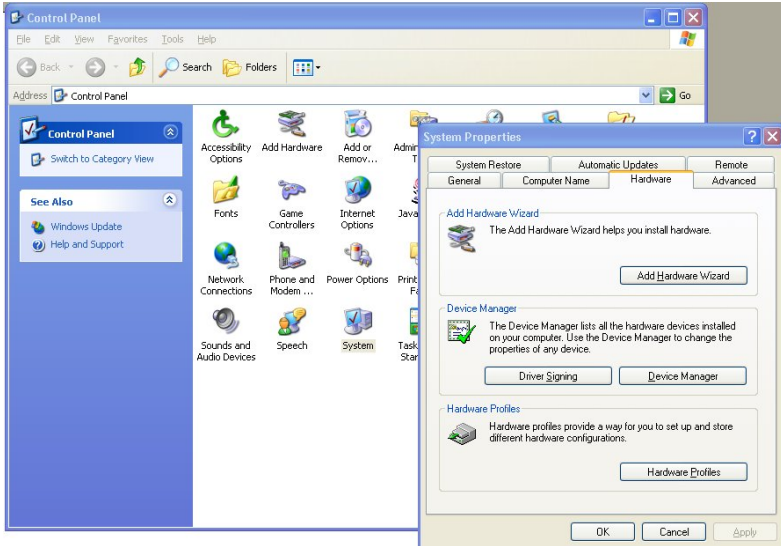 Control Panel
File Edit View Favorites Tools Help
Back Search Folders
Address Control Panel Go
Control Panel
Switch to Category View
See Also
Windows Update
Help and Support
Accessibility
Options
Add Hardware
Add or
Remov...
Fonts
Game
Controllers
Internet
Options
Network
Connections
Phone and
Modem ...
Power Options
Sounds and
Audio Devices
Speech
System
System Properties
System Restore Automatic Updates Remote
General Computer Name Hardware Advanced
Add Hardware Wizard
The Add Hardware Wizard helps you install hardware.
Add Hardware Wizard
Device Manager
The Device Manager lists all the hardware devices installed
on your computer. Use the Device Manager to change the
properties of any device.
Driver Signing Device Manager
Hardware Profiles
Hardware profiles provide a way for you to set up and store
different hardware configurations.
Hardware Profiles
OK Cancel Apply